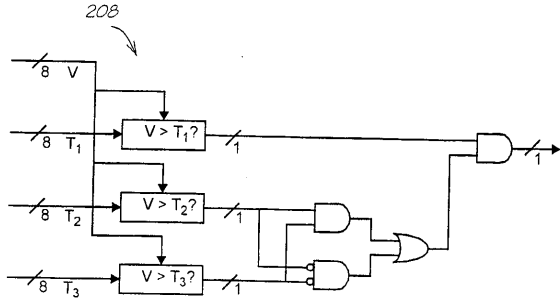 208
8 V
8 T₁
V > T₁?
1
1
8 T₂
V > T₂?
1
8 T₃
V > T₃?
1